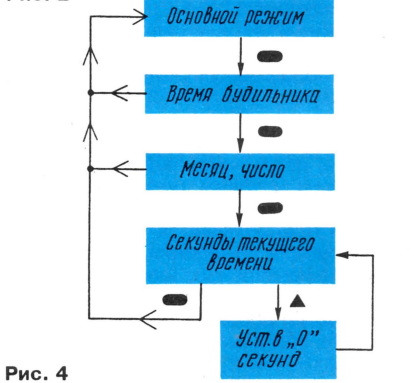 Основной режим
Время будильника
Месяц, число
Секунды текущего
времени
Уст. в „0”
секунд
Рис. 4